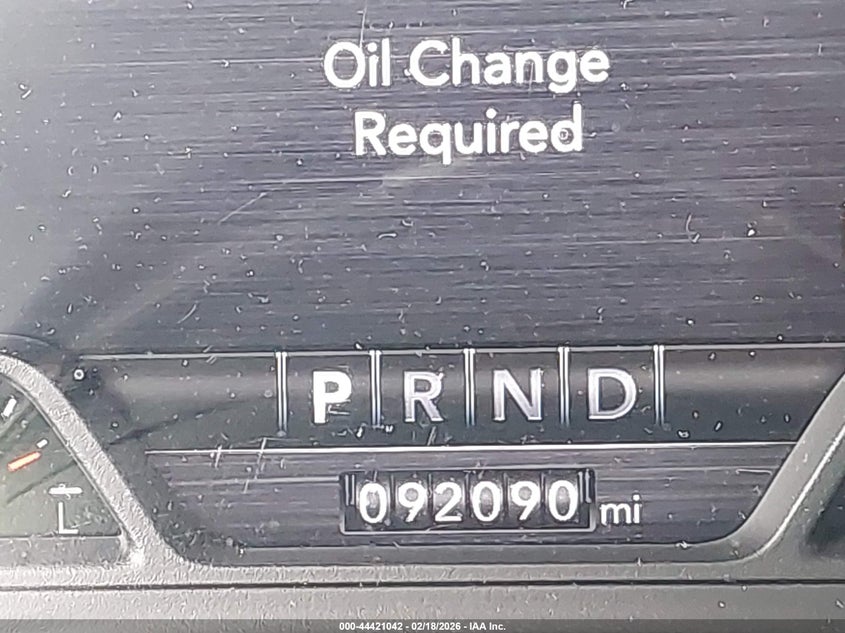 Oil Change
Required
P R N D
092090 mi
L
000-44421042 - 02/18/2026 - IAA Inc.